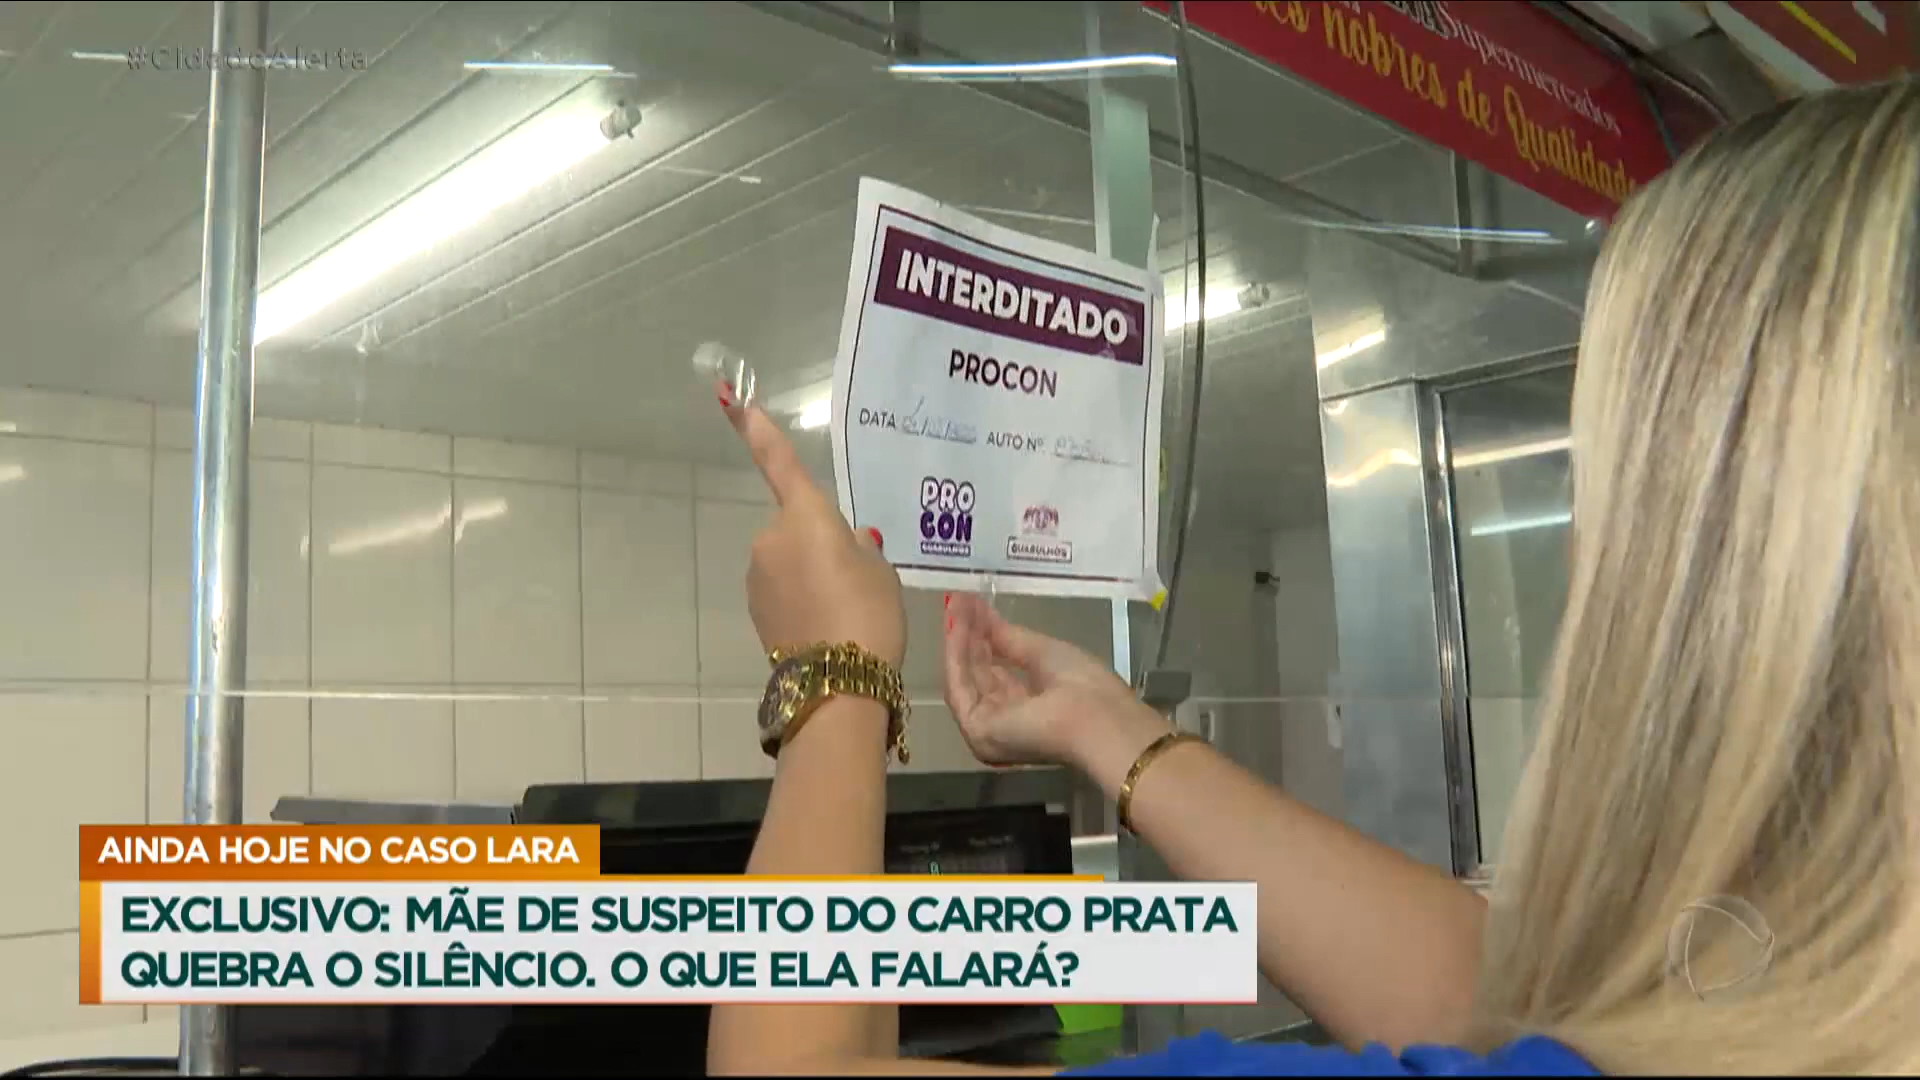 #CidadeAlerta
Supermercados
nobres de Qualidade
INTERDITADO
PROCON
DATA
AUTO Nº
PRO
CON
GUARULHOS
GUARULHOS
AINDA HOJE NO CASO LARA
EXCLUSIVO: MÃE DE SUSPEITO DO CARRO PRATA
QUEBRA O SILÊNCIO. O QUE ELA FALARÁ?